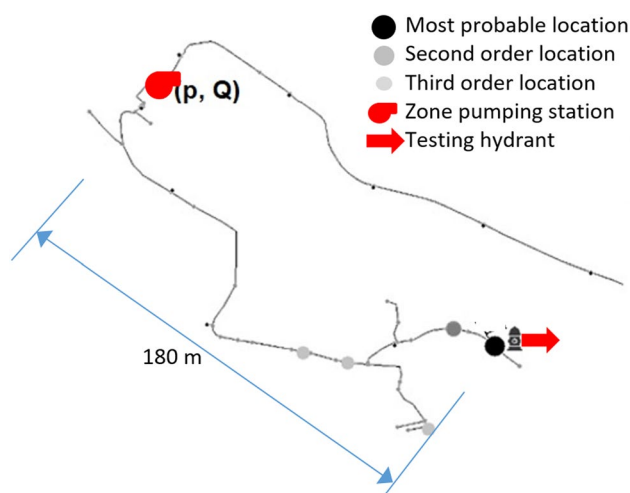 Most probable location
Second order location
Third order location
Zone pumping station
Testing hydrant
(p, Q)
180 m